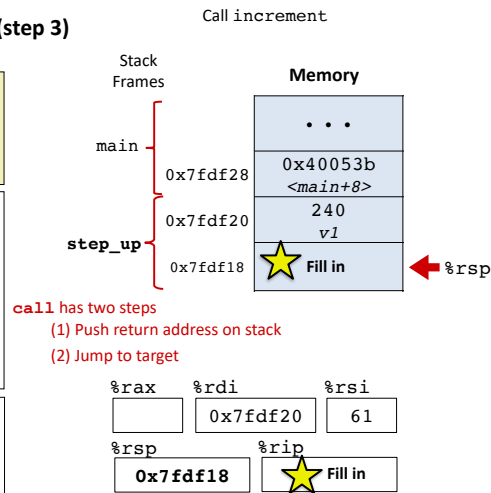 (step 3)
Call increment
Stack
Frames
Memory
• • •
main
0x7fdf28
0x40053b
<main+8>
0x7fdf20
240
v1
step_up
0x7fdf18
Fill in
%rsp
call has two steps
(1) Push return address on stack
(2) Jump to target
%rax
%rdi
%rsi
0x7fdf20
61
%rsp
%rip
0x7fdf18
Fill in